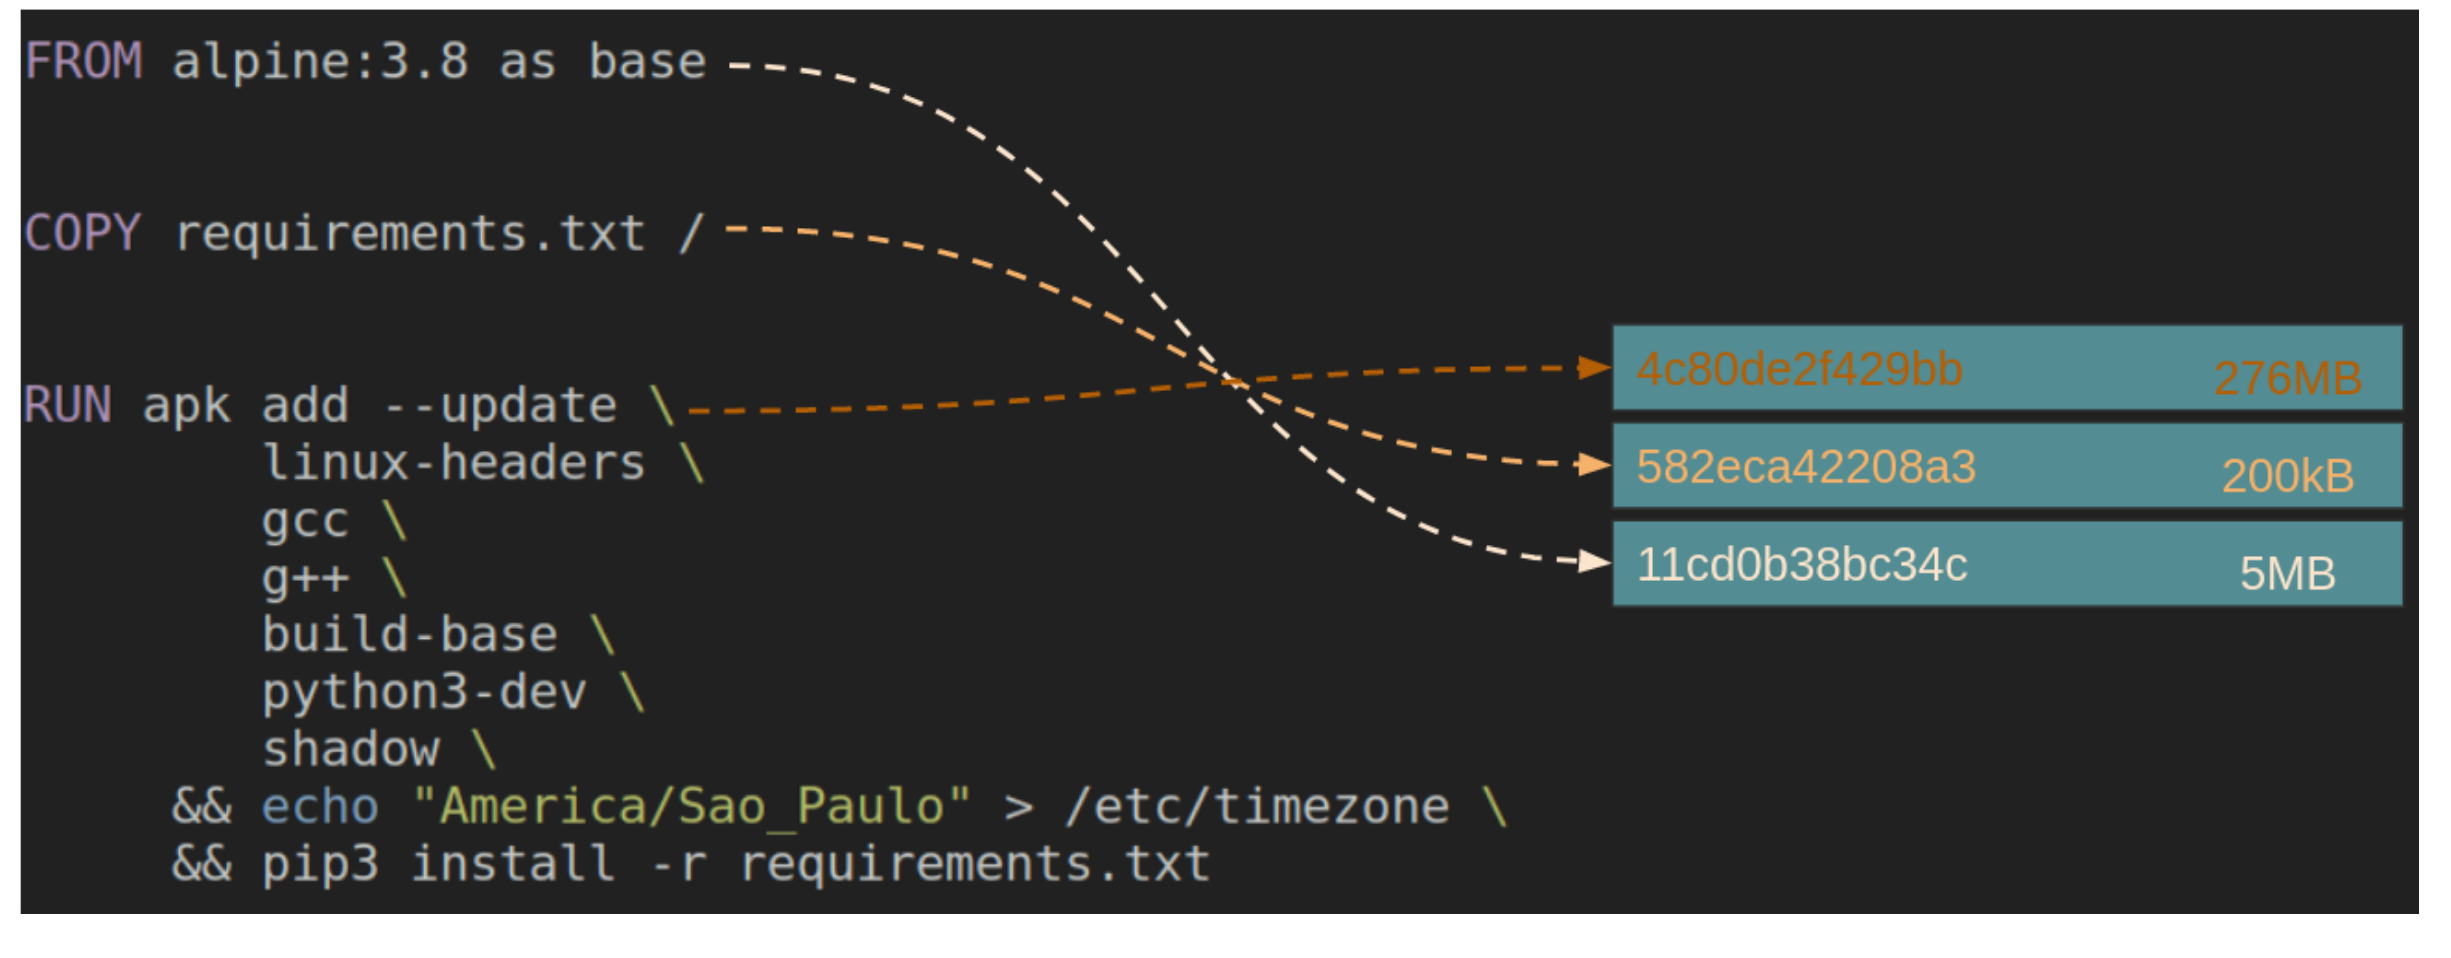 FROM alpine:3.8 as base
COPY requirements.txt /
RUN apk add --update \
linux-headers \
gcc \
g++ \
build-base \
python3-dev \
shadow \
&& echo "America/Sao_Paulo" > /etc/timezone \
&& pip3 install -r requirements.txt
4c80de2f429bb 276MB
582eca42208a3 200kB
11cd0b38bc34c 5MB